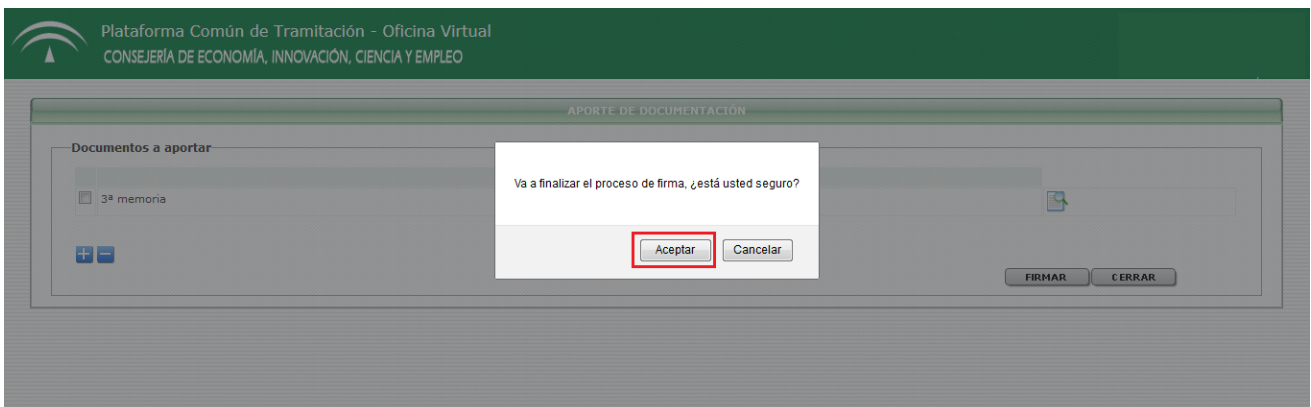 Plataforma Común de Tramitación - Oficina Virtual
CONSEJERÍA DE ECONOMÍA, INNOVACIÓN, CIENCIA Y EMPLEO
APORTE DE DOCUMENTACIÓN
Documentos a aportar
Va a finalizar el proceso de firma, ¿está usted seguro?
3ª memoria
Aceptar Cancelar
FIRMAR CERRAR